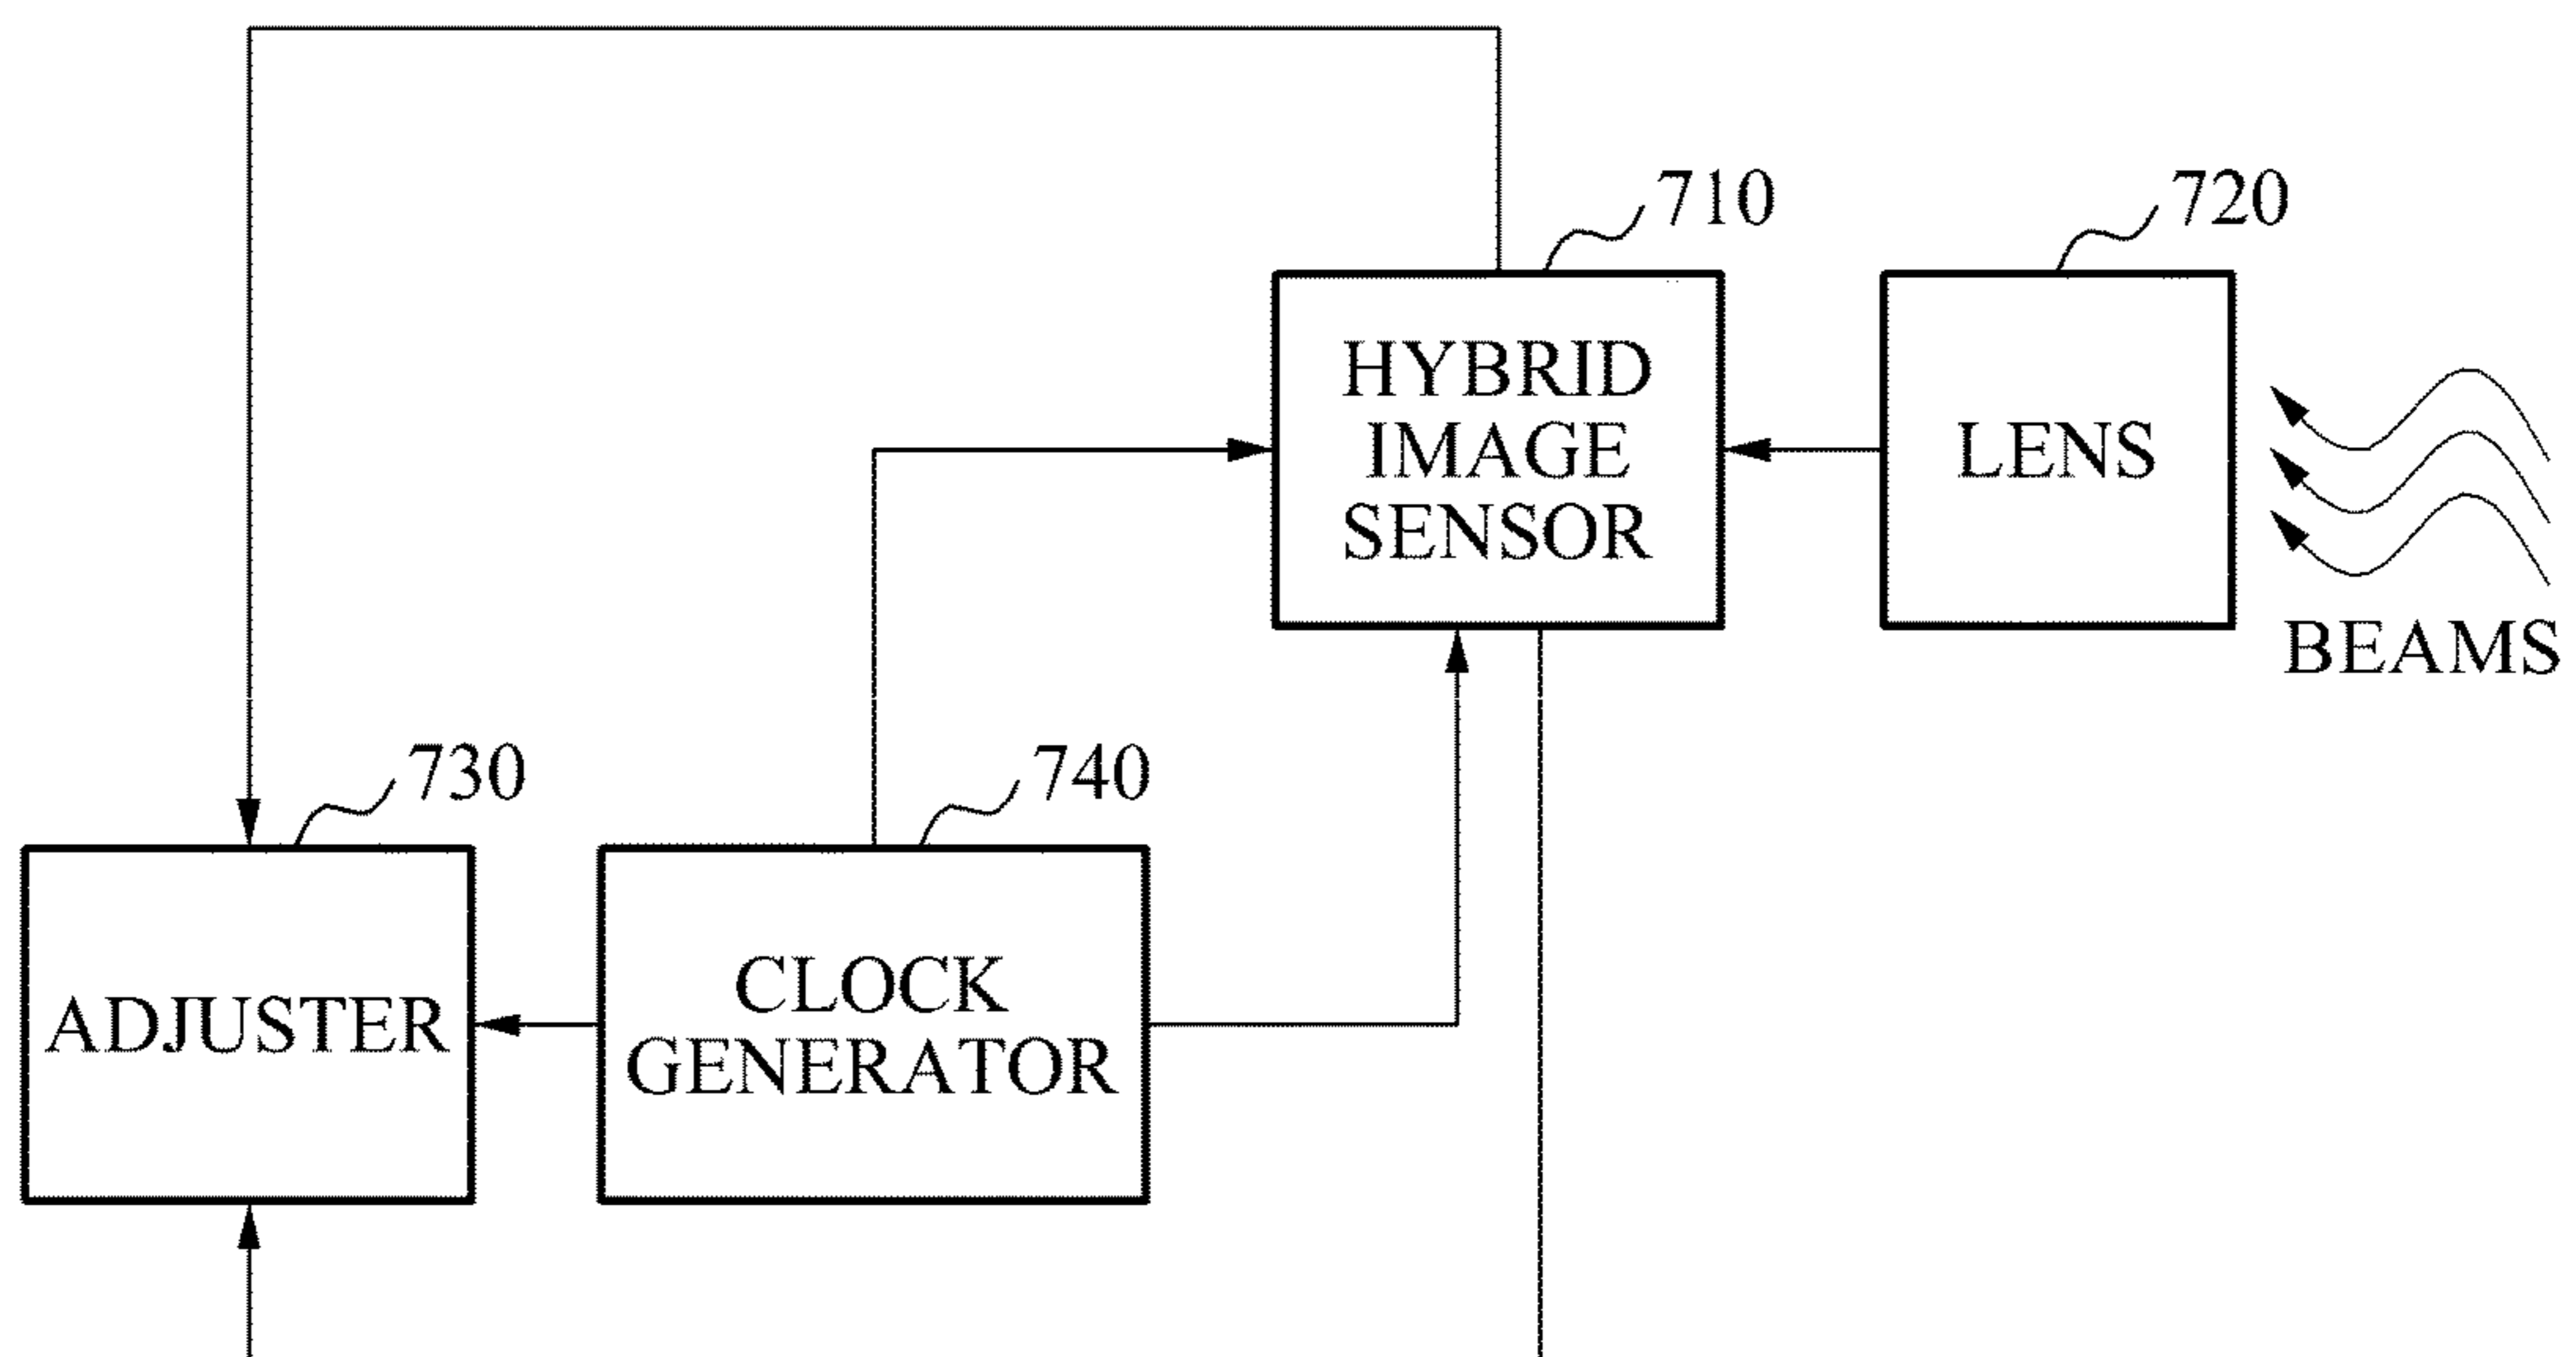 710
720
HYBRID
IMAGE
SENSOR
LENS
BEAMS
730
740
ADJUSTER
CLOCK
GENERATOR